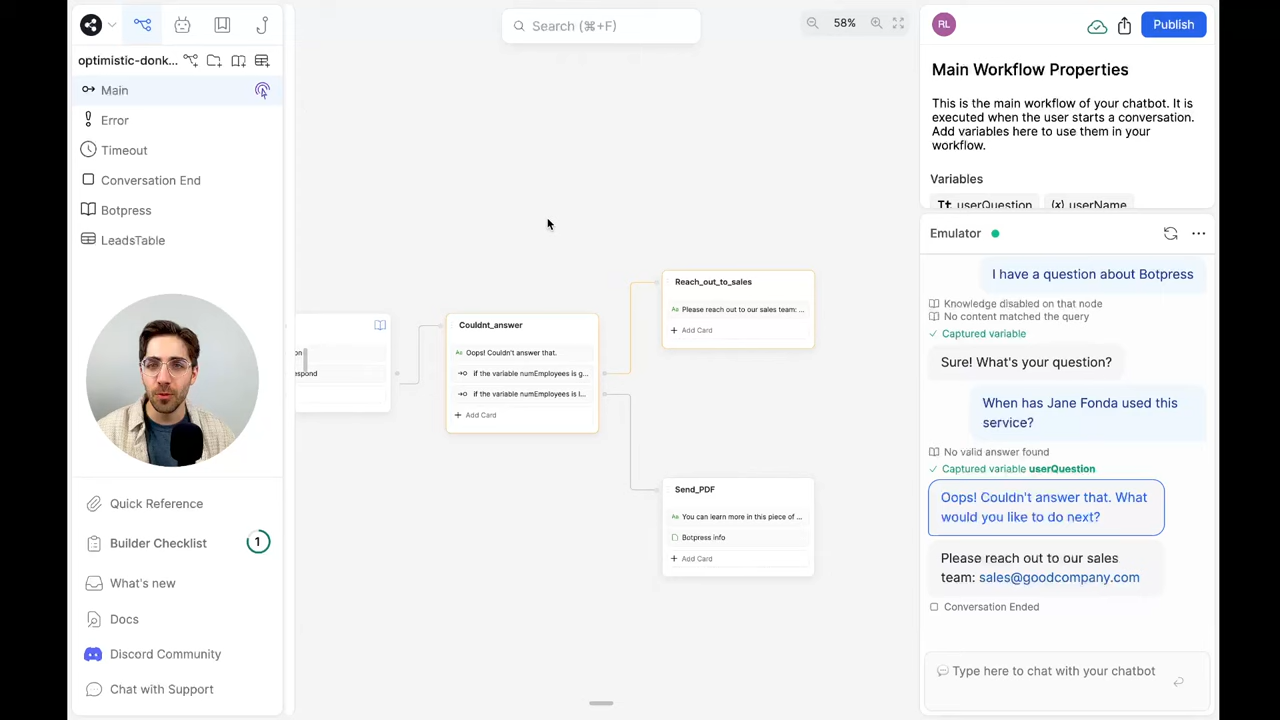 Search (⌘+F)
58%
RL
Publish
optimistic-donk...
Main
Error
Timeout
Conversation End
Botpress
LeadsTable
Quick Reference
Builder Checklist
1
What's new
Docs
Discord Community
Chat with Support
on
spond
Couldnt_answer
Oops! Couldn't answer that.
if the variable numEmployees is g...
if the variable numEmployees is l...
Add Card
Reach_out_to_sales
Please reach out to our sales team: ...
Add Card
Send_PDF
You can learn more in this piece of ...
Botpress info
Add Card
Main Workflow Properties
This is the main workflow of your chatbot. It is
executed when the user starts a conversation.
Add variables here to use them in your
workflow.
Variables
userQuestion
userName
Emulator
I have a question about Botpress
Knowledge disabled on that node
No content matched the query
Captured variable
Sure! What's your question?
When has Jane Fonda used this
service?
No valid answer found
Captured variable userQuestion
Oops! Couldn't answer that. What
would you like to do next?
Please reach out to our sales
team: sales@goodcompany.com
Conversation Ended
Type here to chat with your chatbot